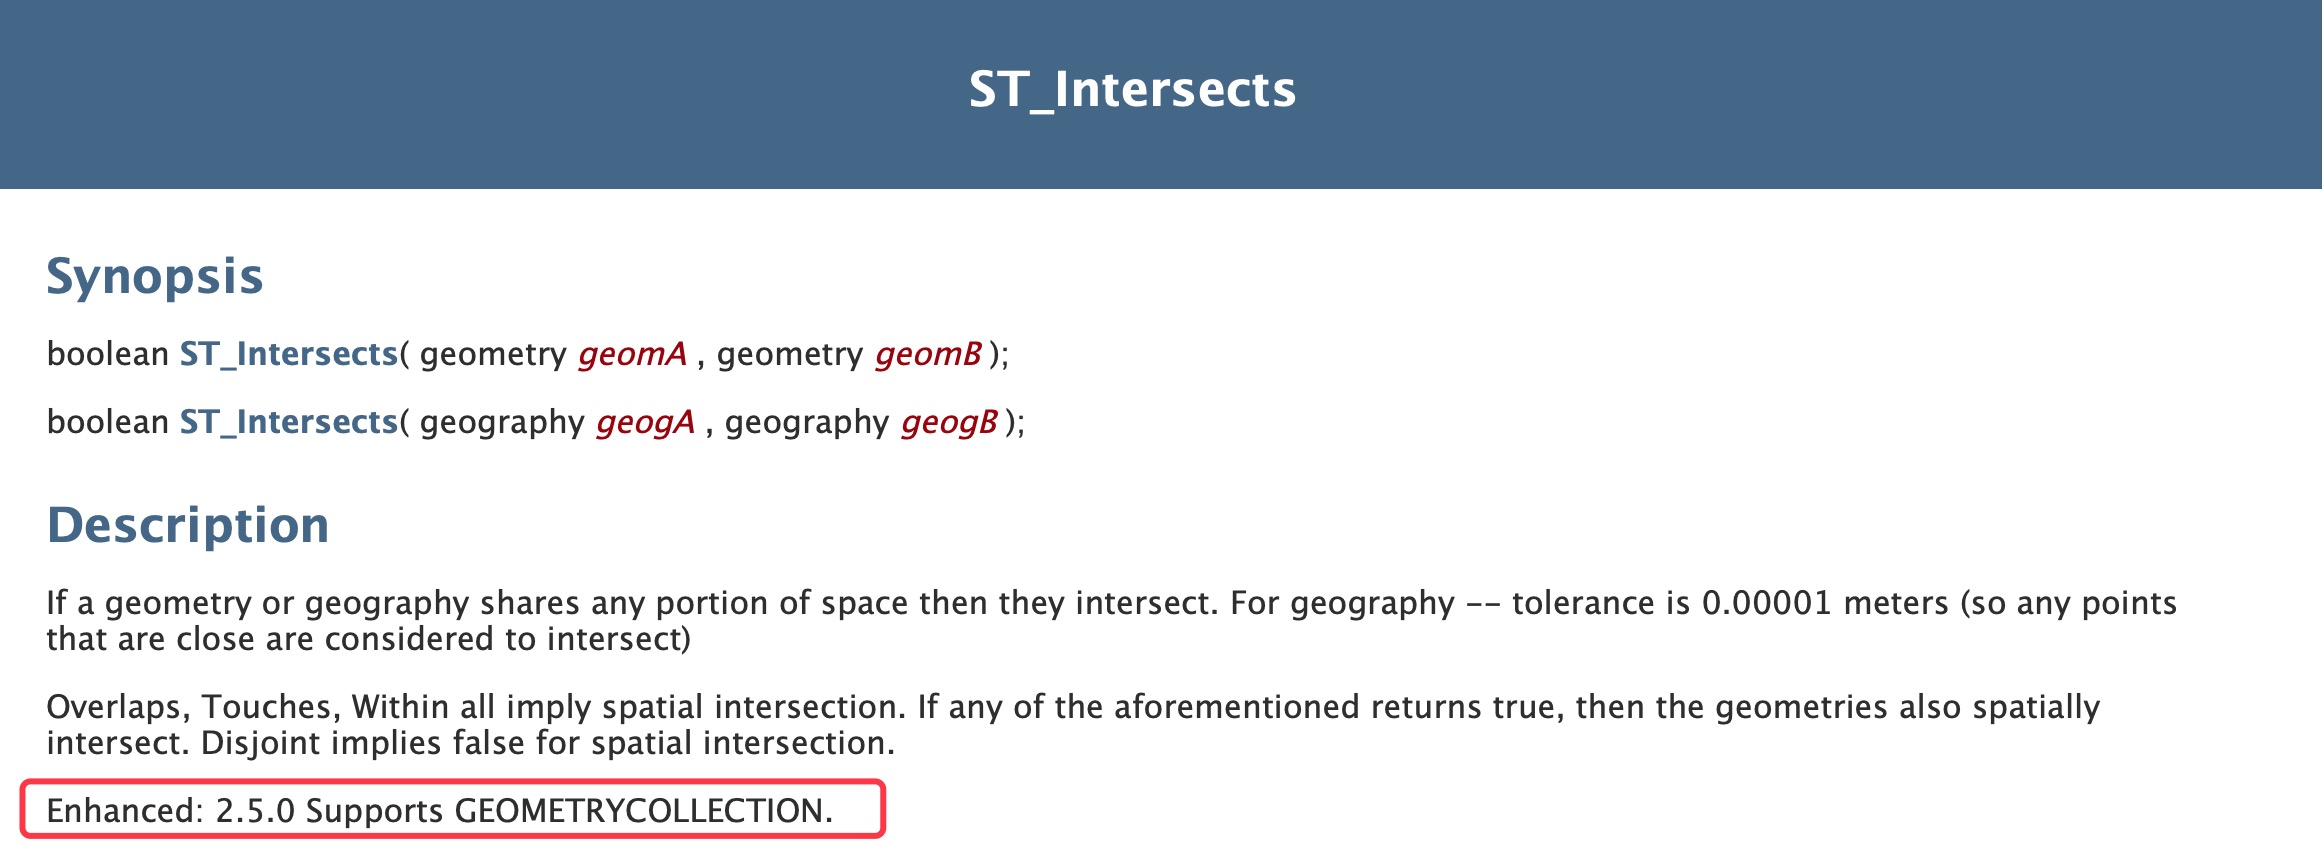 ST_Intersects
Synopsis
boolean ST_Intersects( geometry geomA , geometry geomB );
boolean ST_Intersects( geography geogA , geography geogB );
Description
If a geometry or geography shares any portion of space then they intersect. For geography -- tolerance is 0.00001 meters (so any points
that are close are considered to intersect)
Overlaps, Touches, Within all imply spatial intersection. If any of the aforementioned returns true, then the geometries also spatially
intersect. Disjoint implies false for spatial intersection.
Enhanced: 2.5.0 Supports GEOMETRYCOLLECTION.